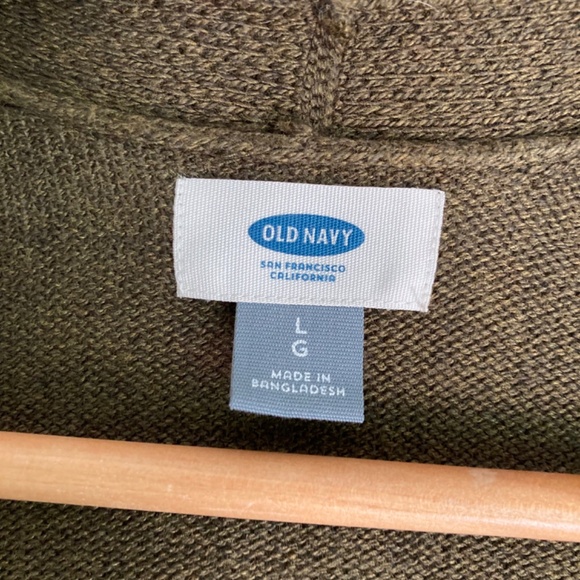 OLD NAVY
SAN FRANCISCO
CALIFORNIA
L
G
MADE IN
BANGLADESH